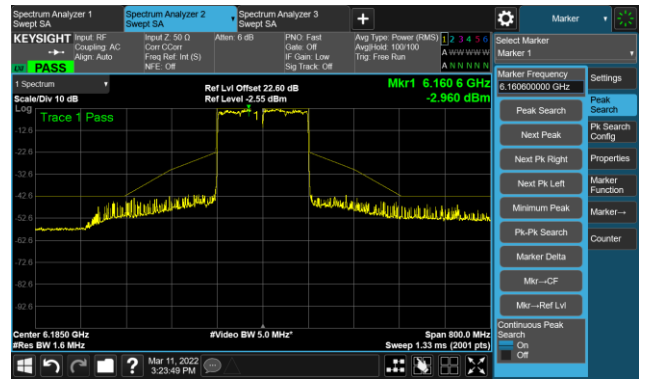 Spectrum Analyzer 1
Swept SA
Spectrum Analyzer 2
Swept SA
Spectrum Analyzer 3
Swept SA
+
Marker
KEYSIGHT
Input: RF
Coupling: AC
Align: Auto
Input Z: 50 Ω
Corr CCorr
Freq Ref: Int (S)
NFE: Off
Atten: 6 dB
PNO: Fast
Gate: Off
IF Gain: Low
Sig Track: Off
Avg Type: Power (RMS)
Avg|Hold: 100/100
Trig: Free Run
1 2 3 4 5 6
A W W W W W
A N N N N N
PASS
Select Marker
Marker 1
1 Spectrum
Scale/Div 10 dB
Ref Lvl Offset 22.60 dB
Ref Level -2.55 dBm
Mkr1 6.160 6 GHz
-2.960 dBm
Log
Trace 1 Pass
1
-12.6
-22.6
-32.6
-42.6
-52.6
-62.6
-72.6
-82.6
-92.6
Center 6.1850 GHz
#Res BW 1.6 MHz
#Video BW 5.0 MHz*
Span 800.0 MHz
Sweep 1.33 ms (2001 pts)
Marker Frequency
6.160600000 GHz
Peak Search
Next Peak
Next Pk Right
Next Pk Left
Minimum Peak
Pk-Pk Search
Marker Delta
Mkr→CF
Mkr→Ref Lvl
Continuous Peak
Search
On
Off
Settings
Peak
Search
Pk Search
Config
Properties
Marker
Function
Marker→
Counter
?
Mar 11, 2022
3:23:49 PM